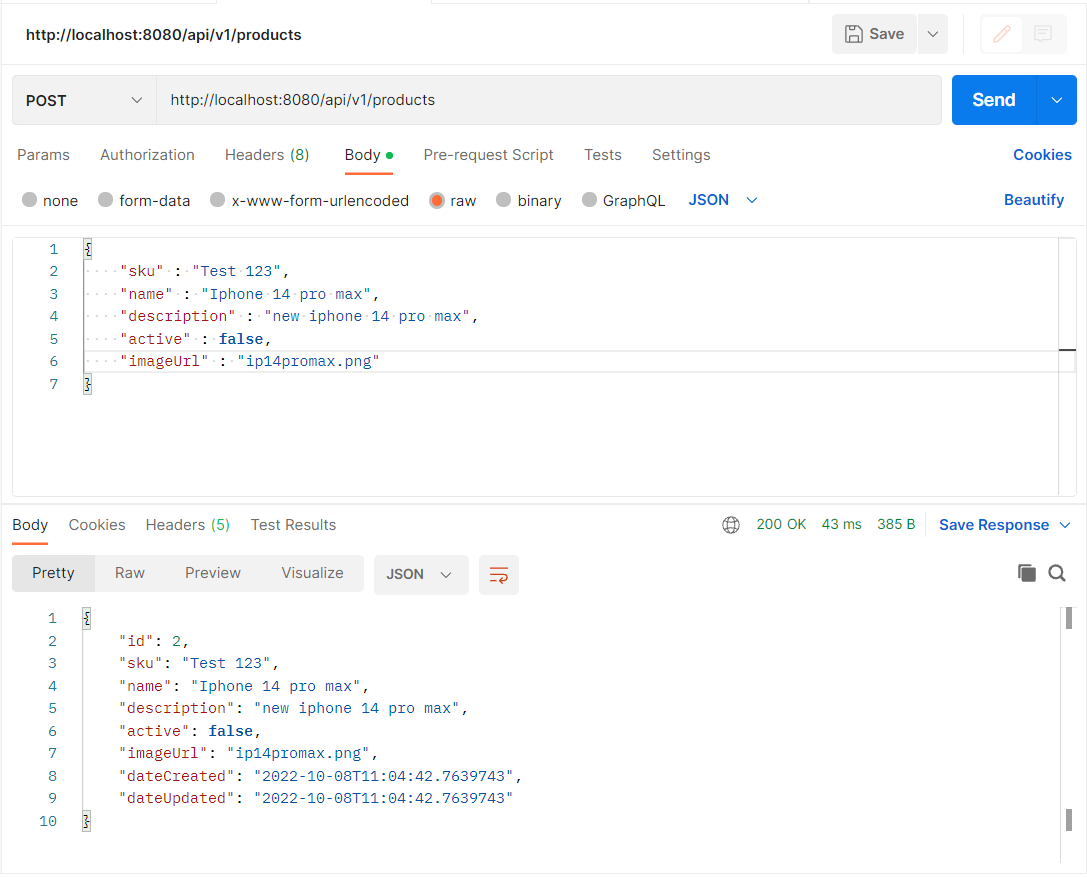 http://localhost:8080/api/v1/products Save
POST http://localhost:8080/api/v1/products Send
Params Authorization Headers (8) Body Pre-request Script Tests Settings Cookies
none form-data x-www-form-urlencoded raw binary GraphQL JSON Beautify
1 {
2 "sku" : "Test 123",
3 "name" : "Iphone 14 pro max",
4 "description" : "new iphone 14 pro max",
5 "active" : false,
6 "imageUrl" : "ip14promax.png"
7 }
Body Cookies Headers (5) Test Results 200 OK 43 ms 385 B Save Response
Pretty Raw Preview Visualize JSON
1 {
2 "id": 2,
3 "sku": "Test 123",
4 "name": "Iphone 14 pro max",
5 "description": "new iphone 14 pro max",
6 "active": false,
7 "imageUrl": "ip14promax.png",
8 "dateCreated": "2022-10-08T11:04:42.7639743",
9 "dateUpdated": "2022-10-08T11:04:42.7639743"
10 }